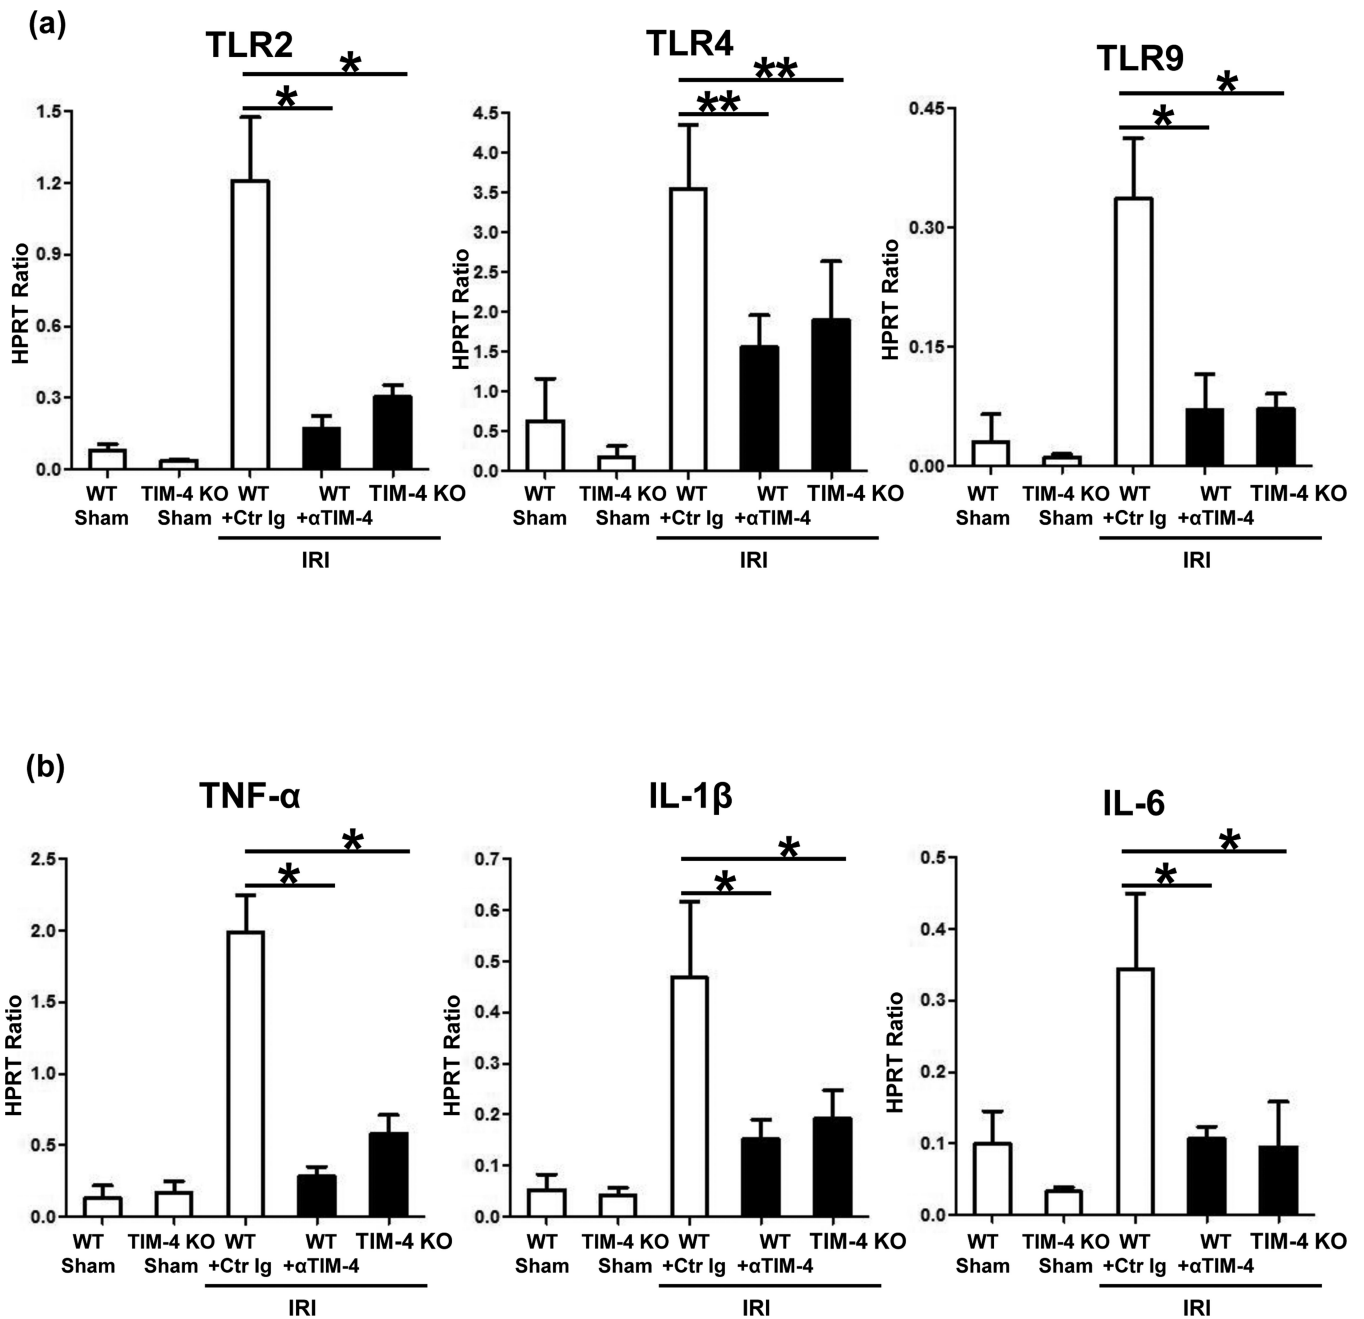 (a)
TLR2
*
*
1.5
1.2
0.9
0.6
0.3
0.0
HPRT Ratio
WT TIM-4 KO WT WT TIM-4 KO
Sham Sham +Ctr Ig +αTIM-4
IRI
TLR4
**
**
4.5
4.0
3.5
3.0
2.5
2.0
1.5
1.0
0.5
0.0
HPRT Ratio
WT TIM-4 KO WT WT TIM-4 KO
Sham Sham +Ctr Ig +αTIM-4
IRI
TLR9
*
*
0.45
0.30
0.15
0.00
HPRT Ratio
WT TIM-4 KO WT WT TIM-4 KO
Sham Sham +Ctr Ig +αTIM-4
IRI
(b)
TNF-α
*
*
2.5
2.0
1.5
1.0
0.5
0.0
HPRT Ratio
WT TIM-4 KO WT WT TIM-4 KO
Sham Sham +Ctr Ig +αTIM-4
IRI
IL-1β
*
*
0.7
0.6
0.5
0.4
0.3
0.2
0.1
0.0
HPRT Ratio
WT TIM-4 KO WT WT TIM-4 KO
Sham Sham +Ctr Ig +αTIM-4
IRI
IL-6
*
*
0.5
0.4
0.3
0.2
0.1
0.0
HPRT Ratio
WT TIM-4 KO WT WT TIM-4 KO
Sham Sham +Ctr Ig +αTIM-4
IRI